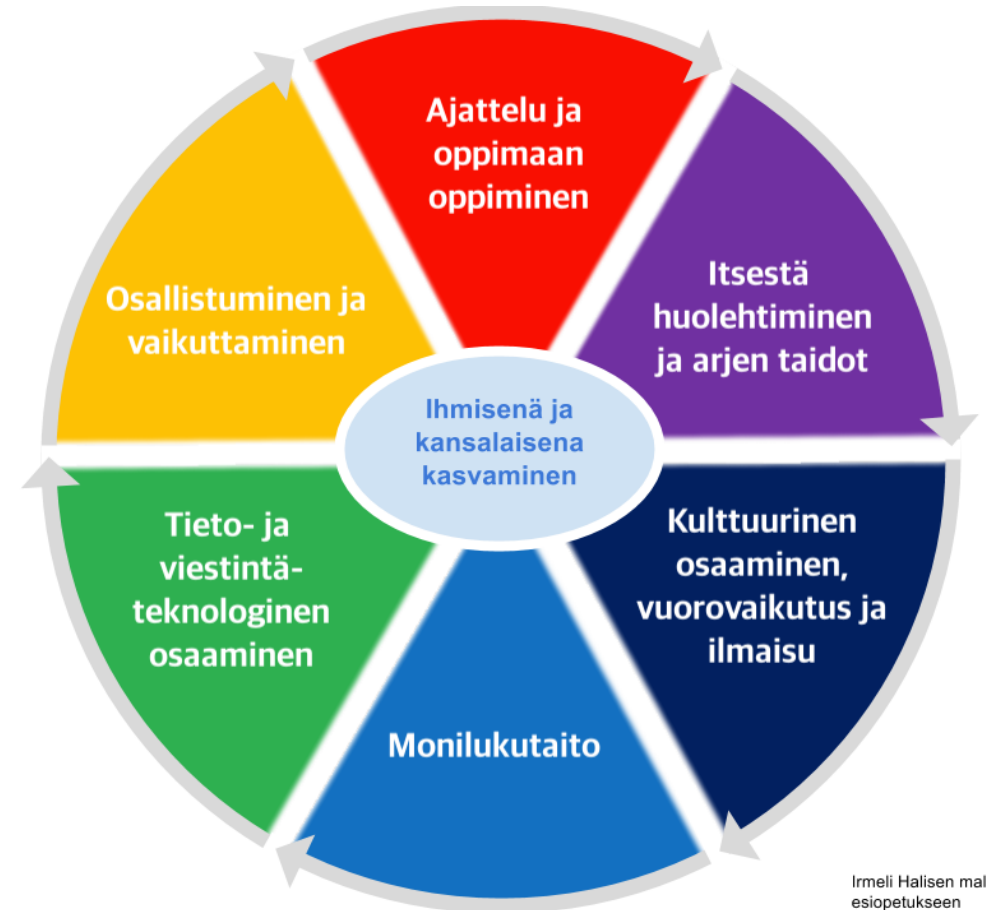 Ajattelu ja
oppimaan
oppiminen
Itsestä
huolehtiminen
ja arjen taidot
Kulttuurinen
osaaminen,
vuorovaikutus ja
ilmaisu
Monilukutaito
Tieto- ja
viestintä-
teknologinen
osaaminen
Osallistuminen ja
vaikuttaminen
Ihmisenä ja
kansalaisena
kasvaminen
Irmeli Halisen mal
esiopetukseen